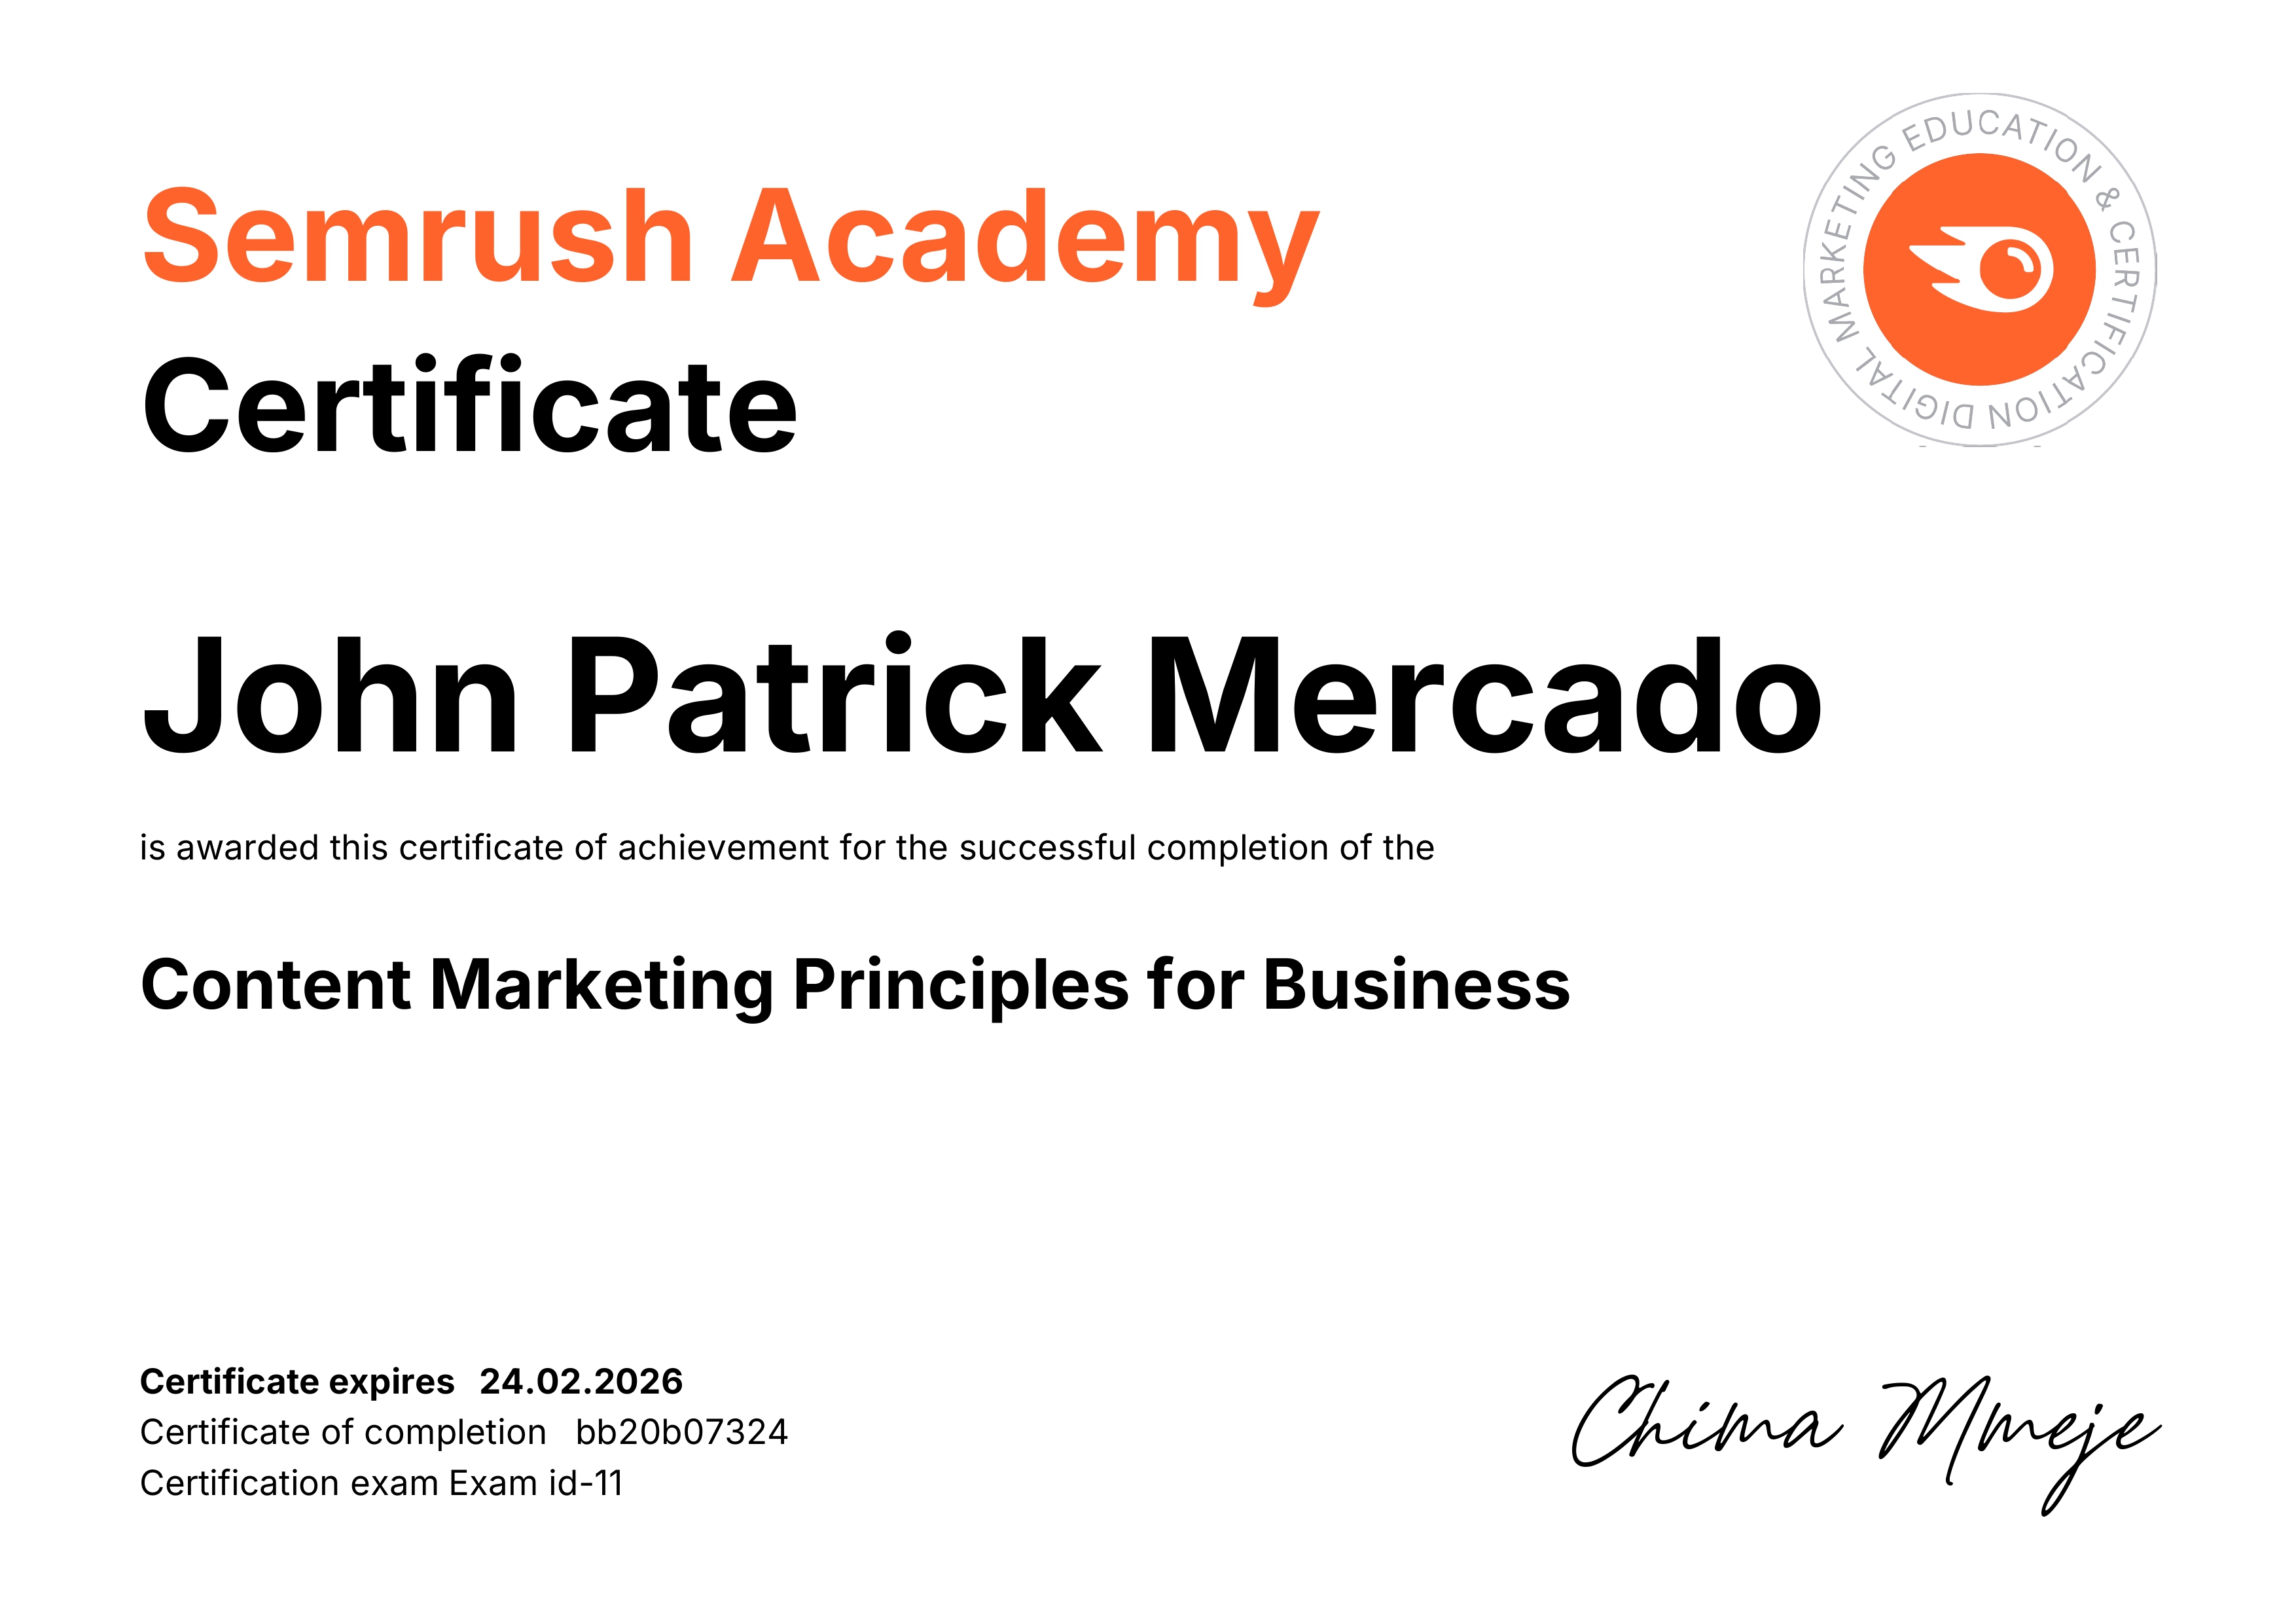 Semrush Academy
Certificate
DIGITAL MARKETING EDUCATION & CERTIFICATION
John Patrick Mercado
is awarded this certificate of achievement for the successful completion of the
Content Marketing Principles for Business
Certificate expires 24.02.2026
Certificate of completion bb20b07324
Certification exam Exam id-11
Chima Mmeje